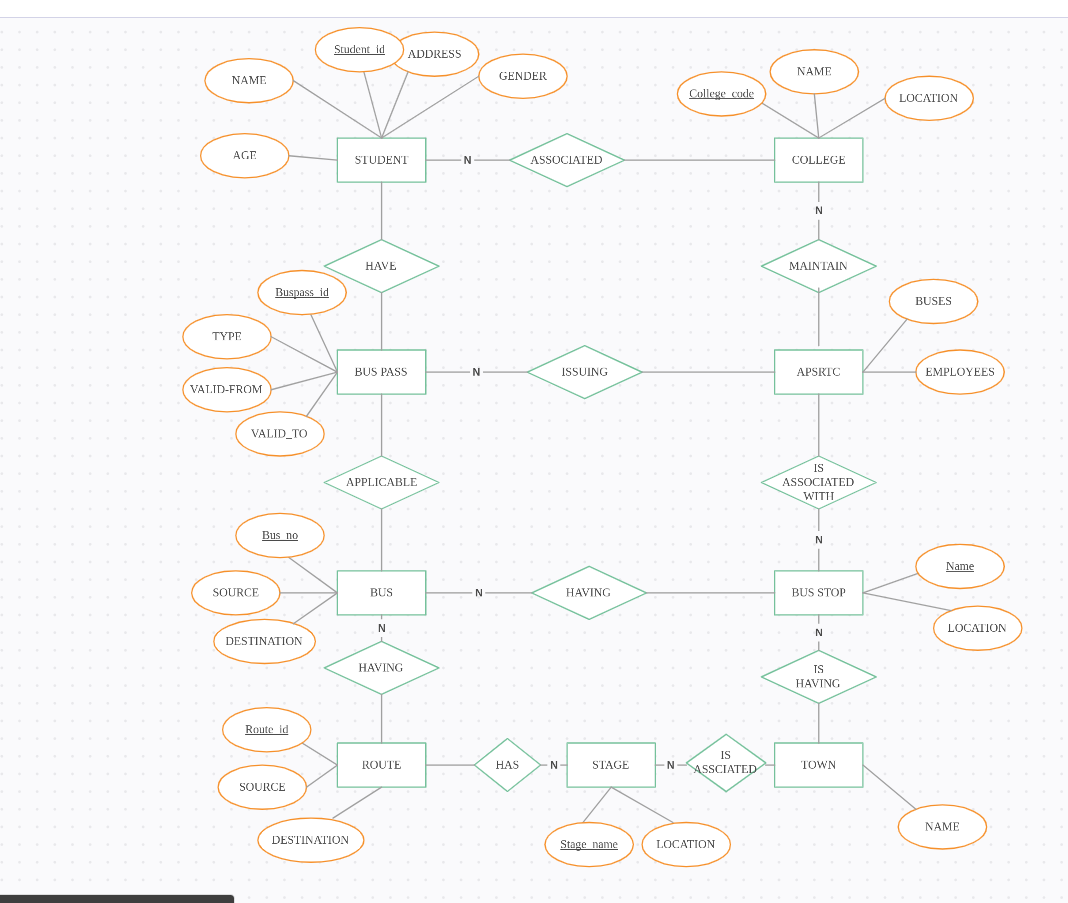 Student_id
ADDRESS
NAME
GENDER
NAME
College_code
LOCATION
AGE
STUDENT
N
ASSOCIATED
COLLEGE
N
HAVE
MAINTAIN
Buspass_id
BUSES
TYPE
BUS PASS
N
ISSUING
APSRTC
EMPLOYEES
VALID-FROM
VALID_TO
APPLICABLE
IS
ASSOCIATED
WITH
Bus_no
N
Name
SOURCE
BUS
N
HAVING
BUS STOP
DESTINATION
N
N
LOCATION
HAVING
IS
HAVING
Route_id
ROUTE
HAS
N
STAGE
N
IS
ASSCIATED
TOWN
SOURCE
DESTINATION
Stage_name
LOCATION
NAME